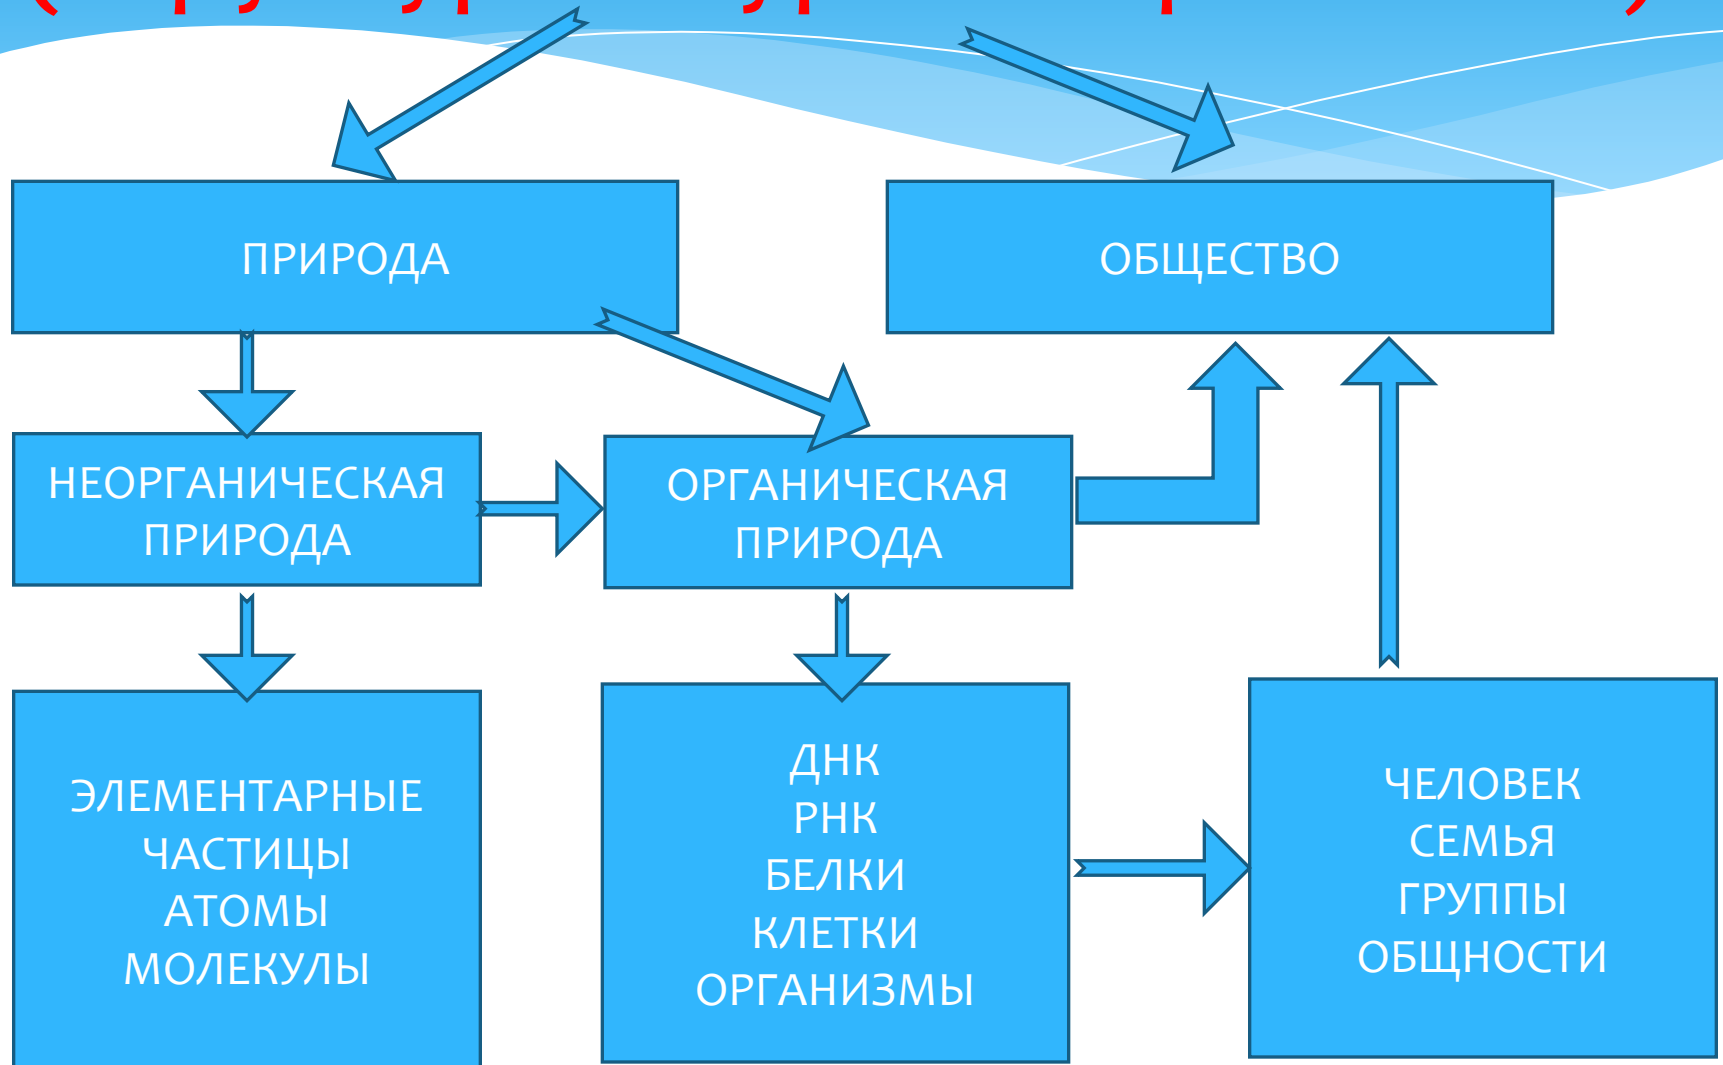 ПРИРОДА
ОБЩЕСТВО
НЕОРГАНИЧЕСКАЯ
ПРИРОДА
ОРГАНИЧЕСКАЯ
ПРИРОДА
ЭЛЕМЕНТАРНЫЕ
ЧАСТИЦЫ
АТОМЫ
МОЛЕКУЛЫ
ДНК
РНК
БЕЛКИ
КЛЕТКИ
ОРГАНИЗМЫ
ЧЕЛОВЕК
СЕМЬЯ
ГРУППЫ
ОБЩНОСТИ